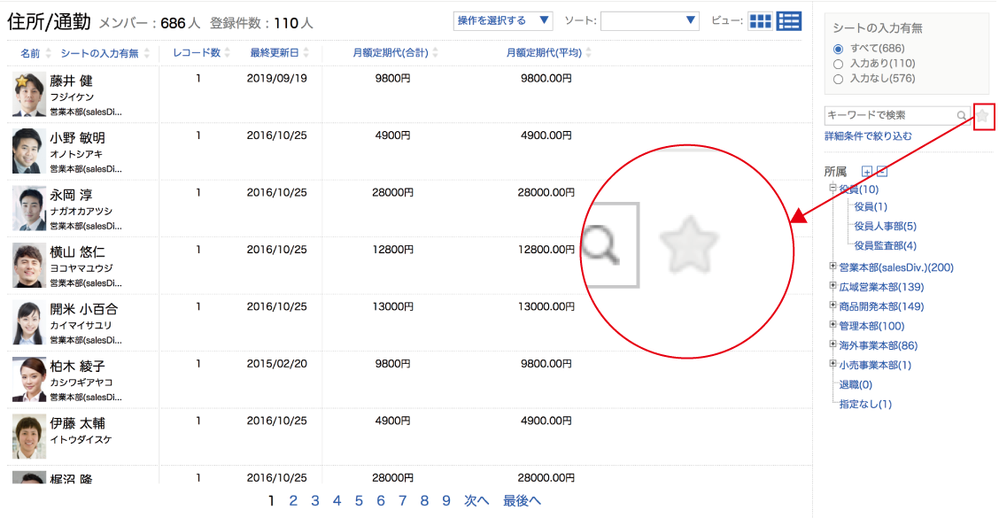 住所/通勤 メンバー : 686 人 登録件数 : 110 人
操作を選択する ソート: ビュー:
名前 シートの入力有無 レコード数 最終更新日 月額定期代(合計) 月額定期代(平均)
藤井 健 1 2019/09/19 9800円 9800.00円
フジイケン
営業本部(salesDi...
小野 敏明 1 2016/10/25 4900円 4900.00円
オノトシアキ
営業本部(salesDi...
永岡 淳 1 2016/10/25 28000円 28000.00円
ナガオカアツシ
営業本部(salesDi...
横山 悠仁 1 2016/10/25 12800円 12800.00円
ヨコヤマユウジ
営業本部(salesDi...
開米 小百合 1 2016/10/25 13000円 13000.00円
カイマイサユリ
営業本部(salesDi...
柏木 綾子 1 2015/02/20 9800円 9800.00円
カシワギアヤコ
営業本部(salesDi...
伊藤 太輔 1 2016/10/25 4900円 4900.00円
イトウダイスケ
梶沼 隆 1 2016/10/25 28000円 28000.00円
1 2 3 4 5 6 7 8 9 次へ 最後へ
シートの入力有無
すべて(686)
入力あり(110)
入力なし(576)
キーワードで検索
詳細条件で絞り込む
所属
役員(10)
役員(1)
役員人事部(5)
役員監査部(4)
営業本部(salesDiv.)(200)
広域営業本部(139)
商品開発本部(149)
管理本部(100)
海外事業本部(86)
小売事業本部(1)
退職(0)
指定なし(1)